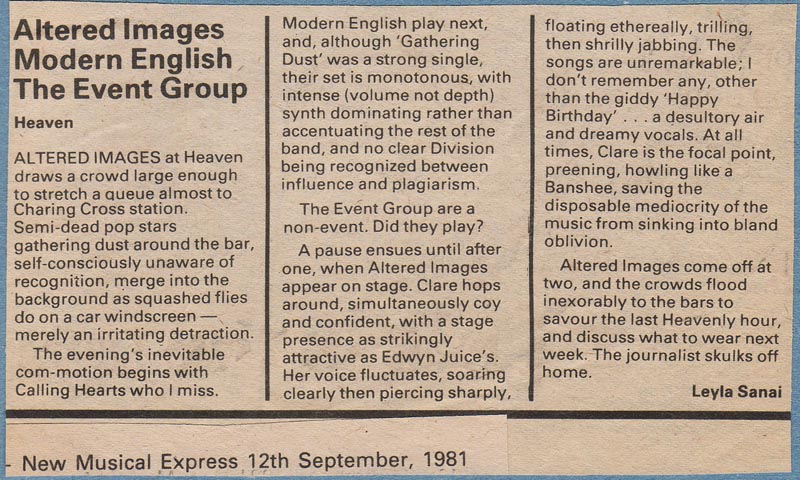 Altered Images
Modern English
The Event Group
Heaven
ALTERED IMAGES at Heaven
draws a crowd large enough
to stretch a queue almost to
Charing Cross station.
Semi-dead pop stars
gathering dust around the bar,
self-consciously unaware of
recognition, merge into the
background as squashed flies
do on a car windscreen —
merely an irritating detraction.
The evening's inevitable
com-motion begins with
Calling Hearts who I miss.
Modern English play next,
and, although 'Gathering
Dust' was a strong single,
their set is monotonous, with
intense (volume not depth)
synth dominating rather than
accentuating the rest of the
band, and no clear Division
being recognized between
influence and plagiarism.
The Event Group are a
non-event. Did they play?
A pause ensues until after
one, when Altered Images
appear on stage. Clare hops
around, simultaneously coy
and confident, with a stage
presence as strikingly
attractive as Edwyn Juice's.
Her voice fluctuates, soaring
clearly then piercing sharply,
floating ethereally, trilling,
then shrilly jabbing. The
songs are unremarkable; I
don't remember any, other
than the giddy 'Happy
Birthday' . . . a desultory air
and dreamy vocals. At all
times, Clare is the focal point,
preening, howling like a
Banshee, saving the
disposable mediocrity of the
music from sinking into bland
oblivion.
Altered Images come off at
two, and the crowds flood
inexorably to the bars to
savour the last Heavenly hour,
and discuss what to wear next
week. The journalist skulks off
home.
Leyla Sanai
- New Musical Express 12th September, 1981